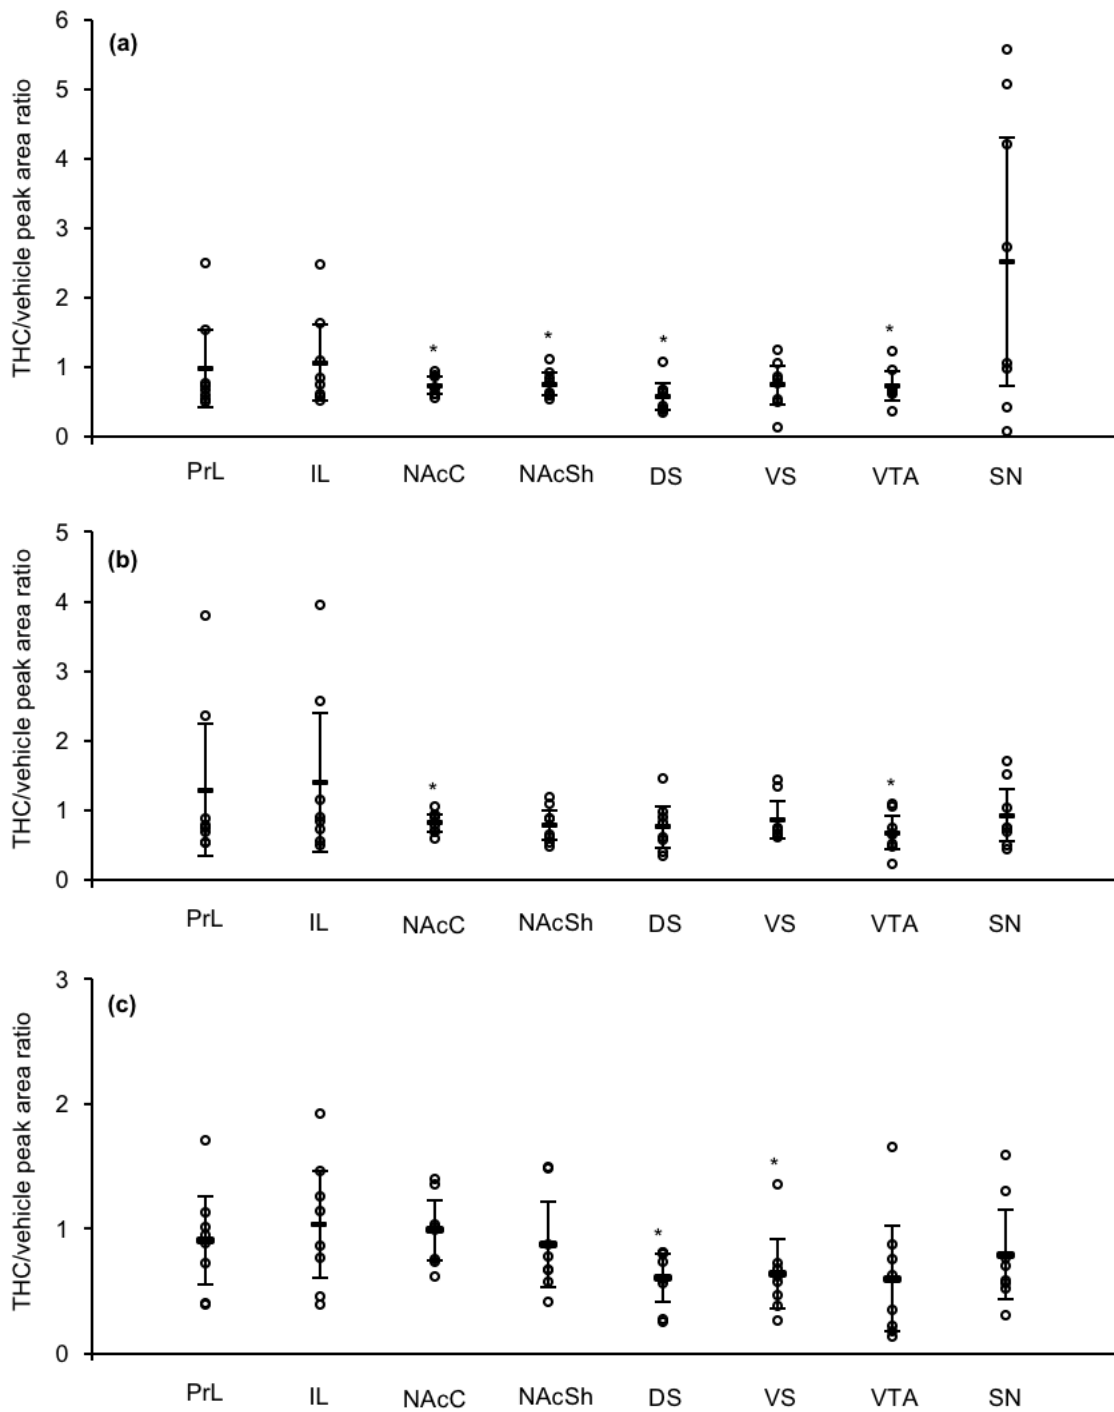 (a)
THC/vehicle peak area ratio
6
5
4
3
2
1
0
* * * *
PrL IL NAcC NAcSh DS VS VTA SN
(b)
THC/vehicle peak area ratio
5
4
3
2
1
0
* *
PrL IL NAcC NAcSh DS VS VTA SN
(c)
THC/vehicle peak area ratio
3
2
1
0
* *
PrL IL NAcC NAcSh DS VS VTA SN